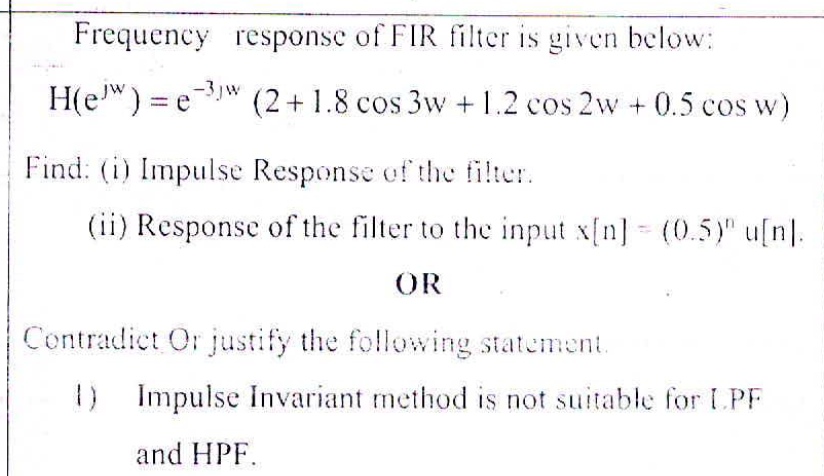 Frequency response of FIR filter is given below:
H(e^jw) = e^-3jw (2 + 1.8 cos 3w + 1.2 cos 2w + 0.5 cos w)
Find: (i) Impulse Response of the filter.
(ii) Response of the filter to the input x[n] = (0.5)^n u[n].
OR
Contradict Or justify the following statement.
1) Impulse Invariant method is not suitable for LPF
and HPF.